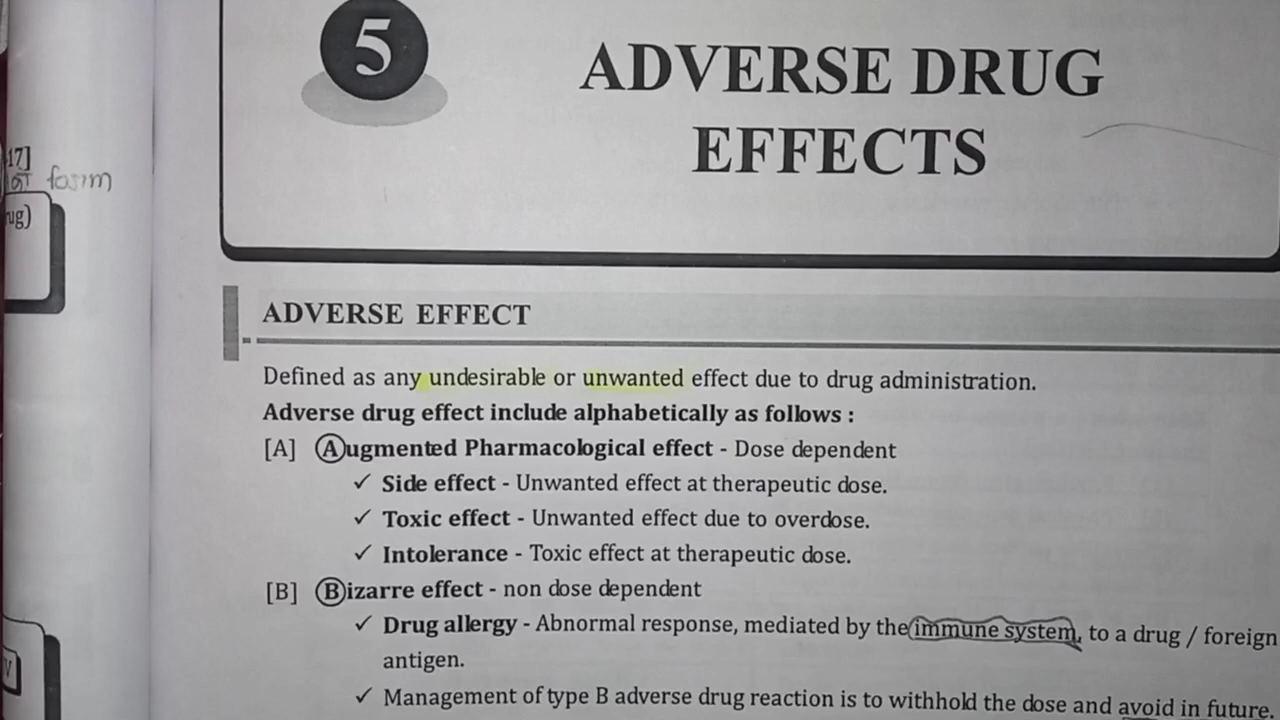 5
ADVERSE DRUG
EFFECTS
17]
form
ug)
ADVERSE EFFECT
Defined as any undesirable or unwanted effect due to drug administration.
Adverse drug effect include alphabetically as follows :
[A] Augmented Pharmacological effect - Dose dependent
✓ Side effect - Unwanted effect at therapeutic dose.
✓ Toxic effect - Unwanted effect due to overdose.
✓ Intolerance - Toxic effect at therapeutic dose.
[B] Bizarre effect - non dose dependent
✓ Drug allergy - Abnormal response, mediated by the immune system, to a drug / foreign
antigen.
✓ Management of type B adverse drug reaction is to withhold the dose and avoid in future.